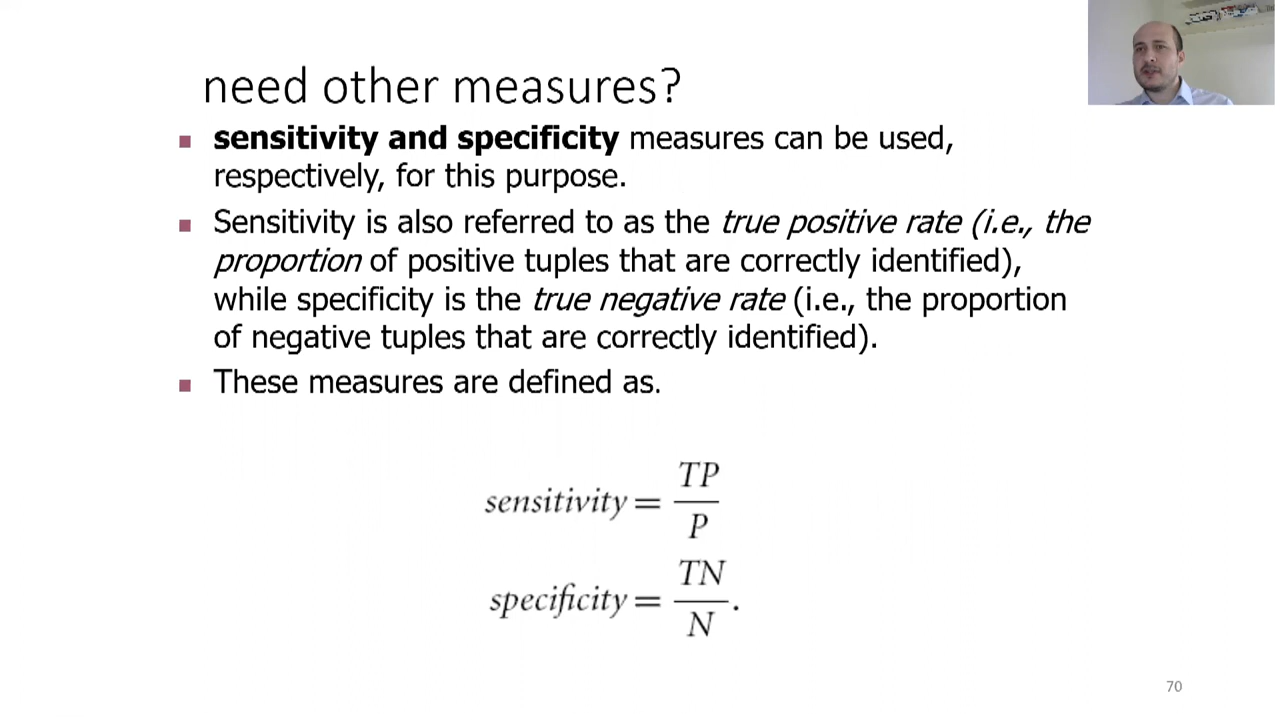 need other measures?
sensitivity and specificity measures can be used,
respectively, for this purpose.
Sensitivity is also referred to as the true positive rate (i.e., the
proportion of positive tuples that are correctly identified),
while specificity is the true negative rate (i.e., the proportion
of negative tuples that are correctly identified).
These measures are defined as.
sensitivity = TP
P
specificity = TN
N .
70